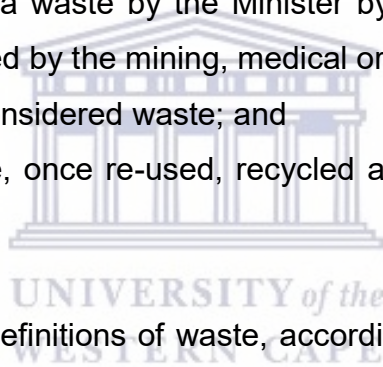 a waste by the Minister by
ed by the mining, medical or
nsidered waste; and
e, once re-used, recycled a
UNIVERSITY of the
efinitions of waste, accordi
WESTERN CAPE